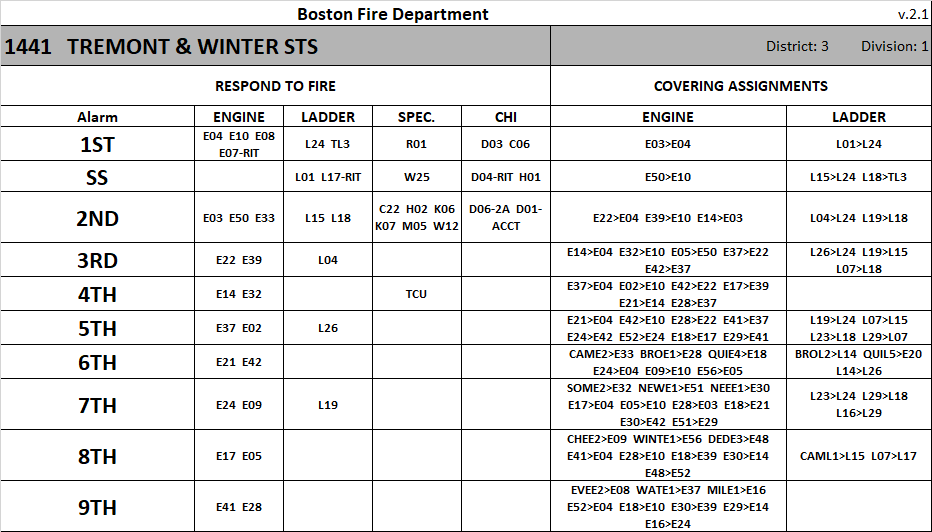 Boston Fire Department v.2.1
1441 TREMONT & WINTER STS District: 3 Division: 1
RESPOND TO FIRE COVERING ASSIGNMENTS
Alarm ENGINE LADDER SPEC. CHI ENGINE LADDER
1ST E04 E10 E08 E07-RIT L24 TL3 R01 D03 C06 E03>E04 L01>L24
SS L01 L17-RIT W25 D04-RIT H01 E50>E10 L15>L24 L18>TL3
2ND E03 E50 E33 L15 L18 C22 H02 K06 K07 M05 W12 D06-2A D01-ACCT E22>E04 E39>E10 E14>E03 L04>L24 L19>L18
3RD E22 E39 L04 E14>E04 E32>E10 E05>E50 E37>E22 E42>E37 L26>L24 L19>L15 L07>L18
4TH E14 E32 TCU E37>E04 E02>E10 E42>E22 E17>E39 E21>E14 E28>E37
5TH E37 E02 L26 E21>E04 E42>E10 E28>E22 E41>E37 E24>E42 E52>E24 E18>E17 E29>E41 L19>L24 L07>L15 L23>L18 L29>L07
6TH E21 E42 CAME2>E33 BROE1>E28 QUIE4>E18 E24>E04 E09>E10 E56>E05 BROL2>L14 QUIL5>E20 L14>L26
7TH E24 E09 L19 SOME2>E32 NEWE1>E51 NEEE1>E30 E17>E04 E05>E10 E28>E03 E18>E21 E30>E42 E51>E29 L23>L24 L29>L18 L16>L29
8TH E17 E05 CHEE2>E09 WINTE1>E56 DEDE3>E48 E41>E04 E28>E10 E18>E39 E30>E14 E48>E52 CAML1>L15 L07>L17
9TH E41 E28 EVEE2>E08 WATE1>E37 MILE1>E16 E52>E04 E18>E10 E30>E39 E29>E14 E16>E24